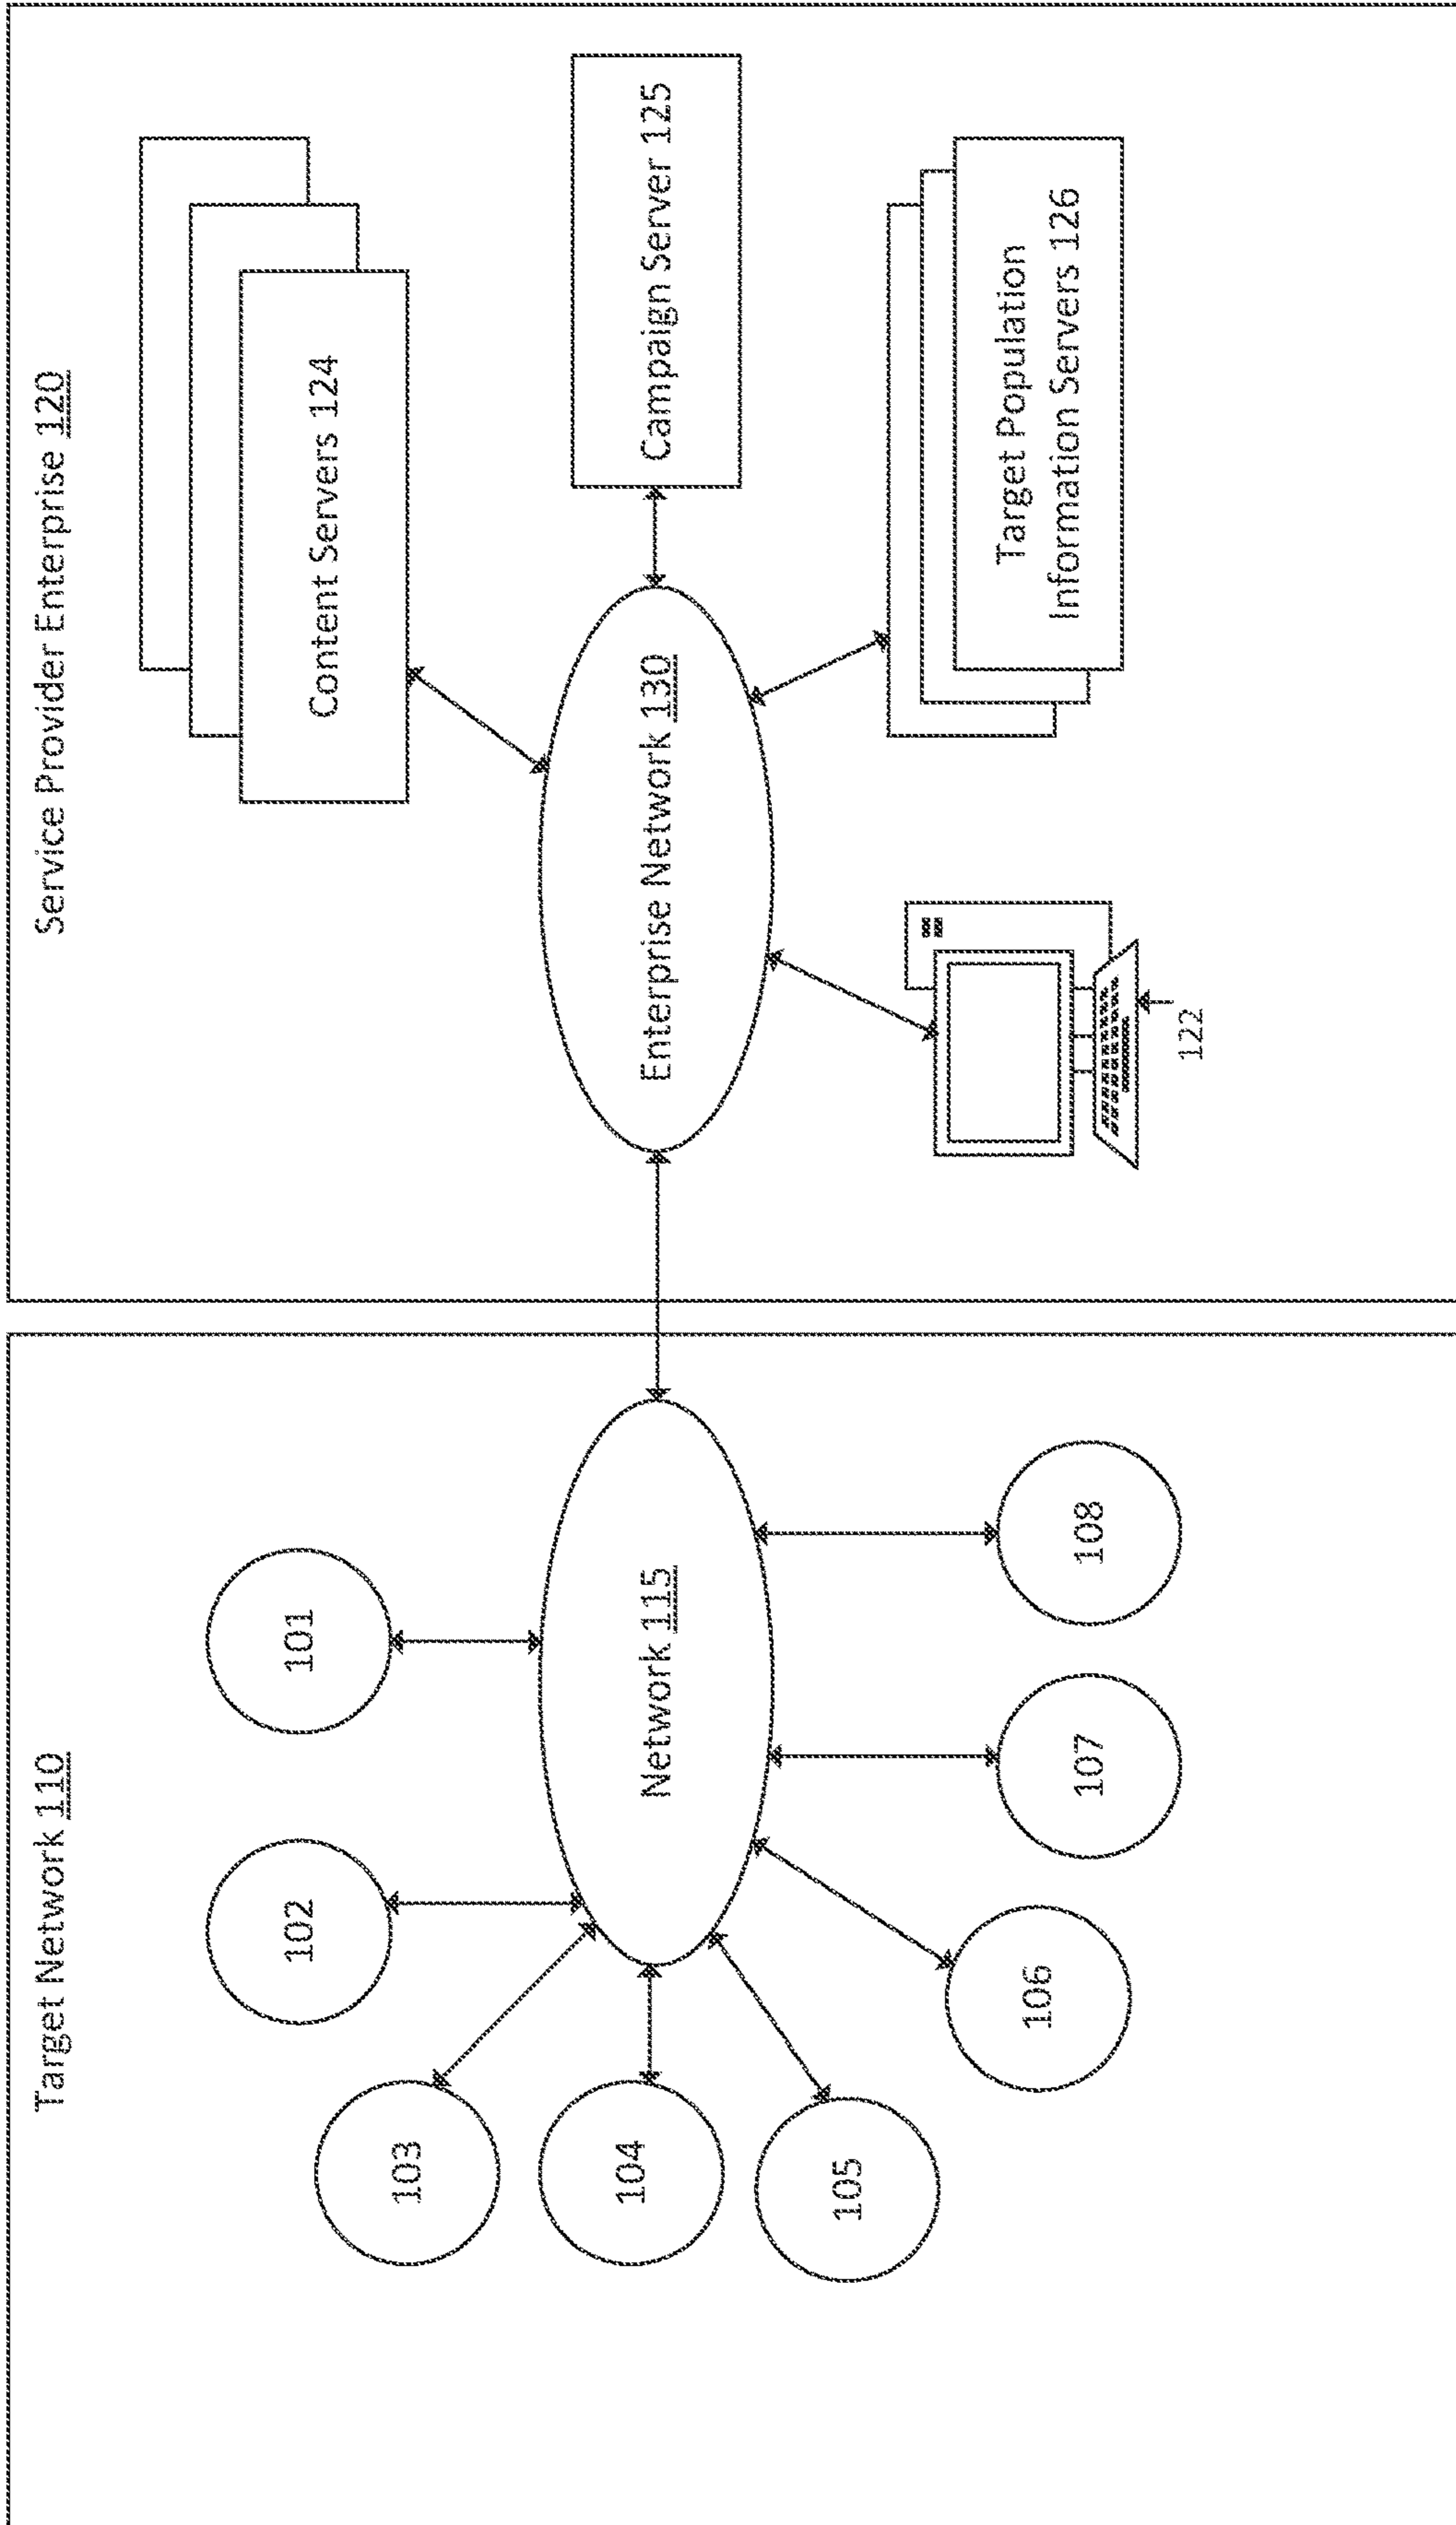 Target Network 110
101
102
103
104
105
106
107
108
Network 115
Service Provider Enterprise 120
Content Servers 124
Campaign Server 125
Enterprise Network 130
Target Population
Information Servers 126
122